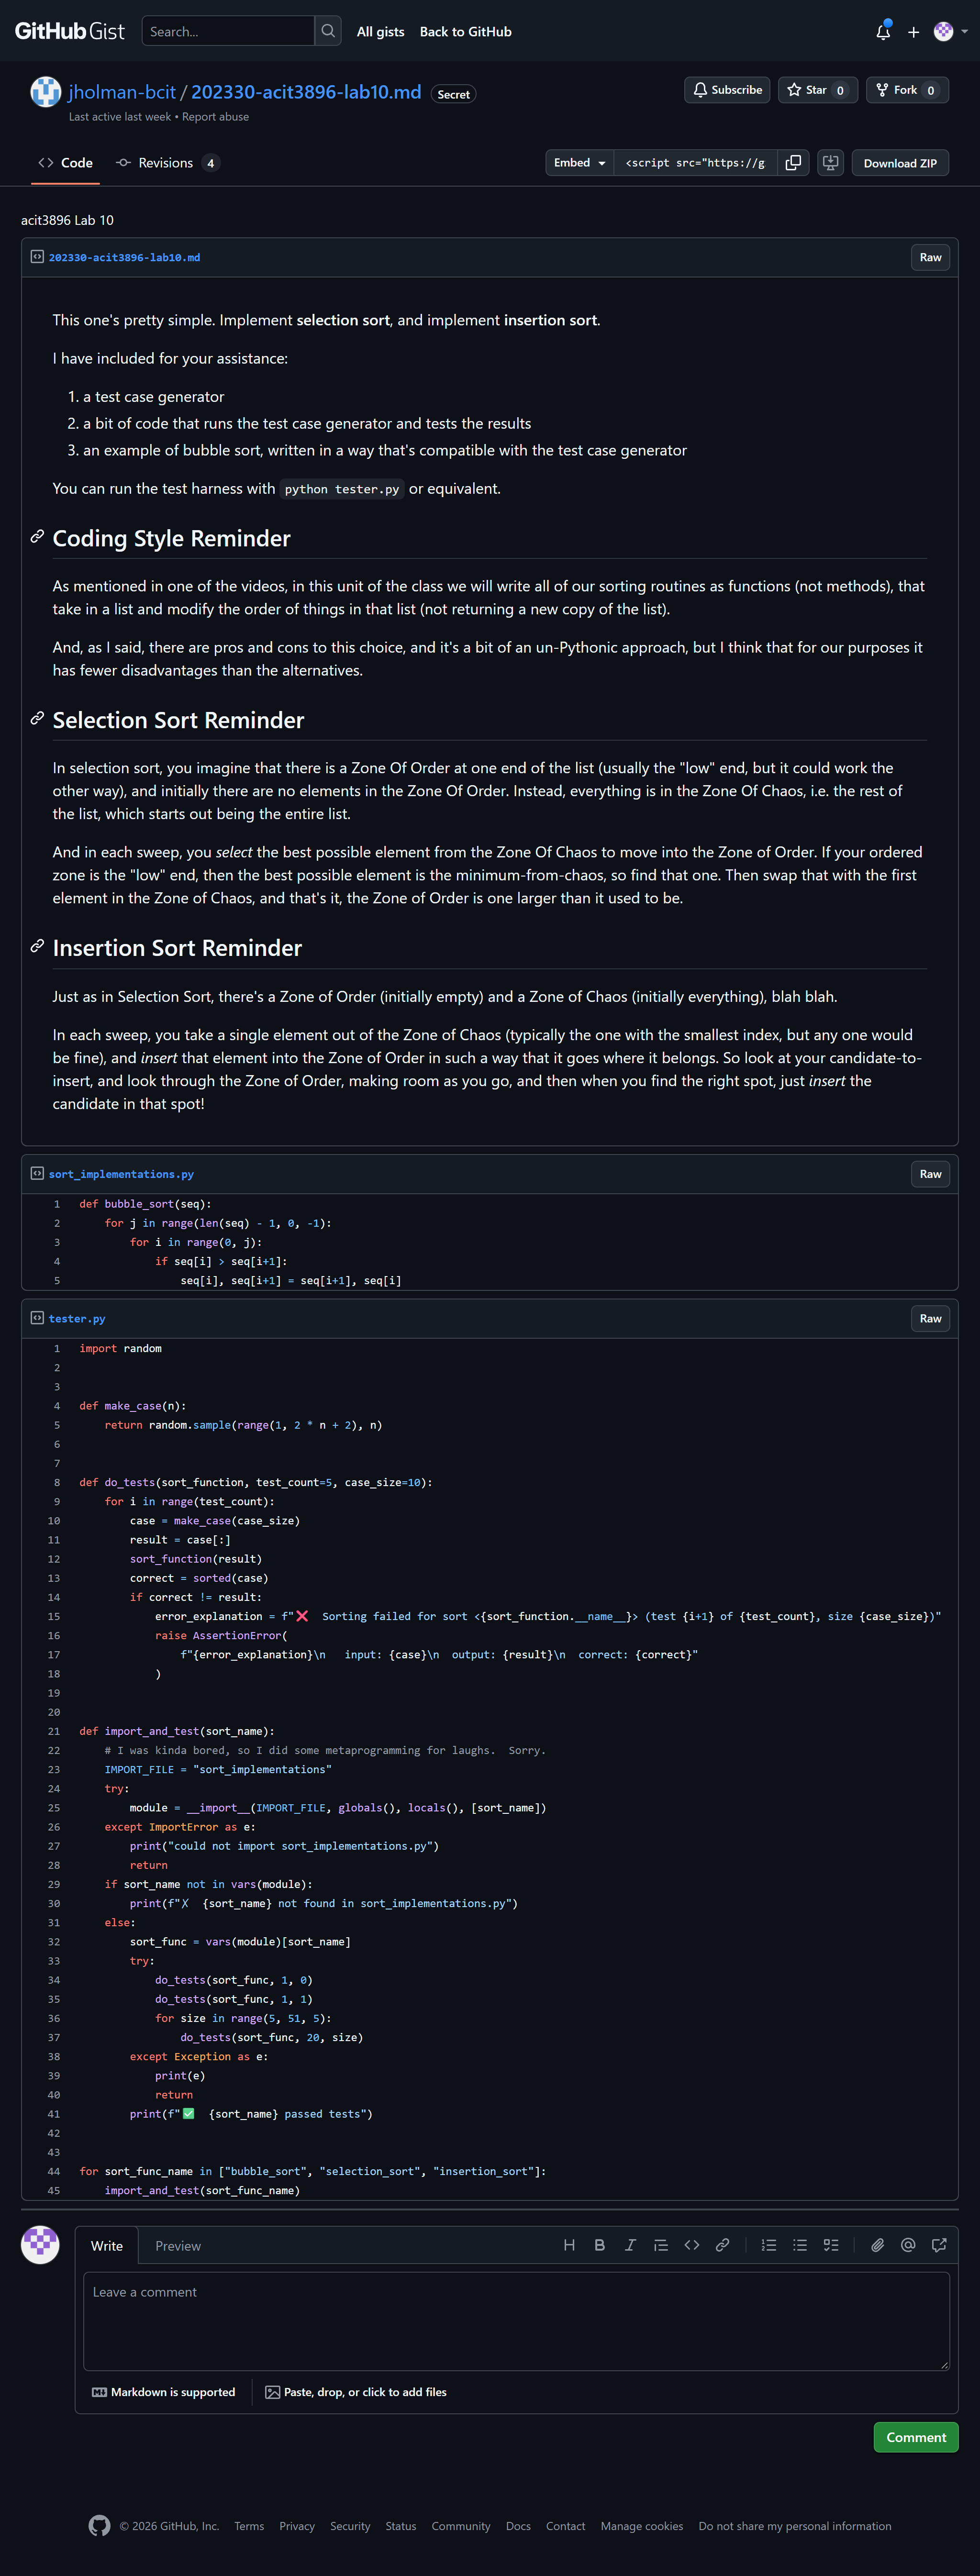 GitHub Gist
Search...
All gists
Back to GitHub
jholman-bcit / 202330-acit3896-lab10.md Secret
Last active last week • Report abuse
Subscribe
Star 0
Fork 0
Code
Revisions 4
Embed
<script src="https://g
Download ZIP
acit3896 Lab 10
202330-acit3896-lab10.md
Raw
This one's pretty simple. Implement selection sort, and implement insertion sort.
I have included for your assistance:
1. a test case generator
2. a bit of code that runs the test case generator and tests the results
3. an example of bubble sort, written in a way that's compatible with the test case generator
You can run the test harness with python tester.py or equivalent.
Coding Style Reminder
As mentioned in one of the videos, in this unit of the class we will write all of our sorting routines as functions (not methods), that
take in a list and modify the order of things in that list (not returning a new copy of the list).
And, as I said, there are pros and cons to this choice, and it's a bit of an un-Pythonic approach, but I think that for our purposes it
has fewer disadvantages than the alternatives.
Selection Sort Reminder
In selection sort, you imagine that there is a Zone Of Order at one end of the list (usually the "low" end, but it could work the
other way), and initially there are no elements in the Zone Of Order. Instead, everything is in the Zone Of Chaos, i.e. the rest of
the list, which starts out being the entire list.
And in each sweep, you select the best possible element from the Zone Of Chaos to move into the Zone of Order. If your ordered
zone is the "low" end, then the best possible element is the minimum-from-chaos, so find that one. Then swap that with the first
element in the Zone of Chaos, and that's it, the Zone of Order is one larger than it used to be.
Insertion Sort Reminder
Just as in Selection Sort, there's a Zone of Order (initially empty) and a Zone of Chaos (initially everything), blah blah.
In each sweep, you take a single element out of the Zone of Chaos (typically the one with the smallest index, but any one would
be fine), and insert that element into the Zone of Order in such a way that it goes where it belongs. So look at your candidate-to-
insert, and look through the Zone of Order, making room as you go, and then when you find the right spot, just insert the
candidate in that spot!
sort_implementations.py
Raw
1 def bubble_sort(seq):
2     for j in range(len(seq) - 1, 0, -1):
3         for i in range(0, j):
4             if seq[i] > seq[i+1]:
5                 seq[i], seq[i+1] = seq[i+1], seq[i]
tester.py
Raw
1 import random
2
3
4 def make_case(n):
5     return random.sample(range(1, 2 * n + 2), n)
6
7
8 def do_tests(sort_function, test_count=5, case_size=10):
9     for i in range(test_count):
10         case = make_case(case_size)
11         result = case[:]
12         sort_function(result)
13         correct = sorted(case)
14         if correct != result:
15             error_explanation = f"❌  Sorting failed for sort <{sort_function.__name__}> (test {i+1} of {test_count}, size {case_size})"
16             raise AssertionError(
17                 f"{error_explanation}\n   input: {case}\n  output: {result}\n  correct: {correct}"
18             )
19
20
21 def import_and_test(sort_name):
22     # I was kinda bored, so I did some metaprogramming for laughs.  Sorry.
23     IMPORT_FILE = "sort_implementations"
24     try:
25         module = __import__(IMPORT_FILE, globals(), locals(), [sort_name])
26     except ImportError as e:
27         print("could not import sort_implementations.py")
28         return
29     if sort_name not in vars(module):
30         print(f"✗  {sort_name} not found in sort_implementations.py")
31     else:
32         sort_func = vars(module)[sort_name]
33         try:
34             do_tests(sort_func, 1, 0)
35             do_tests(sort_func, 1, 1)
36             for size in range(5, 51, 5):
37                 do_tests(sort_func, 20, size)
38         except Exception as e:
39             print(e)
40             return
41         print(f"✅  {sort_name} passed tests")
42
43
44 for sort_func_name in ["bubble_sort", "selection_sort", "insertion_sort"]:
45     import_and_test(sort_func_name)
Write
Preview
Leave a comment
Markdown is supported
Paste, drop, or click to add files
Comment
© 2026 GitHub, Inc. Terms Privacy Security Status Community Docs Contact Manage cookies Do not share my personal information